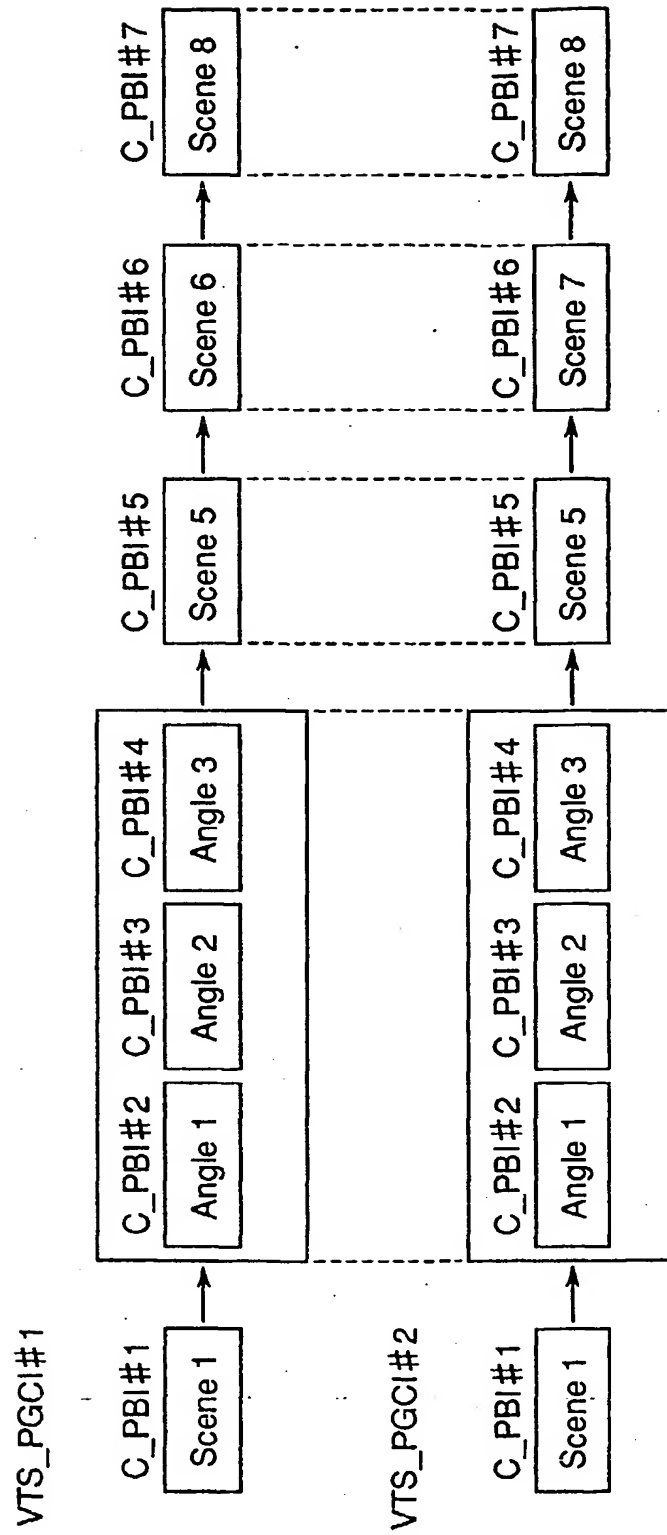 VTS_PGCI#1
C_PBI#1
Scene 1
C_PBI#2
Angle 1
C_PBI#3
Angle 2
C_PBI#4
Angle 3
C_PBI#5
Scene 5
C_PBI#6
Scene 6
C_PBI#7
Scene 8
VTS_PGCI#2
C_PBI#1
Scene 1
C_PBI#2
Angle 1
C_PBI#3
Angle 2
C_PBI#4
Angle 3
C_PBI#5
Scene 5
C_PBI#6
Scene 7
C_PBI#7
Scene 8